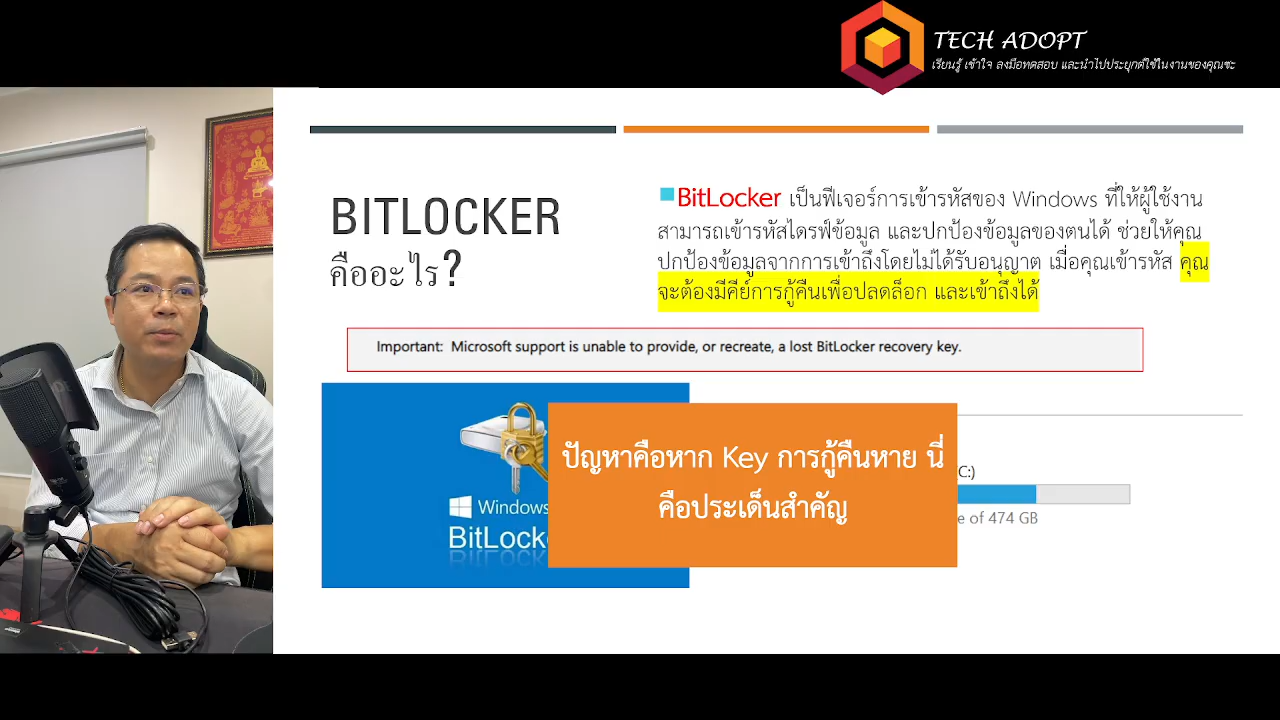 TECH ADOPT
เรียนรู้ เข้าใจ ลงมือทดสอบ และนำไปประยุกต์ใช้ในงานของคุณซะ
BITLOCKER
คืออะไร?
BitLocker เป็นฟีเจอร์การเข้ารหัสของ Windows ที่ให้ผู้ใช้งาน
สามารถเข้ารหัสไดรฟ์ข้อมูล และปกป้องข้อมูลของตนได้ ช่วยให้คุณ
ปกป้องข้อมูลจากการเข้าถึงโดยไม่ได้รับอนุญาต เมื่อคุณเข้ารหัส คุณ
จะต้องมีคีย์การกู้คืนเพื่อปลดล็อก และเข้าถึงได้
Important: Microsoft support is unable to provide, or recreate, a lost BitLocker recovery key.
Windows
BitLock
ปัญหาคือหาก Key การกู้คืนหาย นี่
คือประเด็นสำคัญ
C:)
e of 474 GB